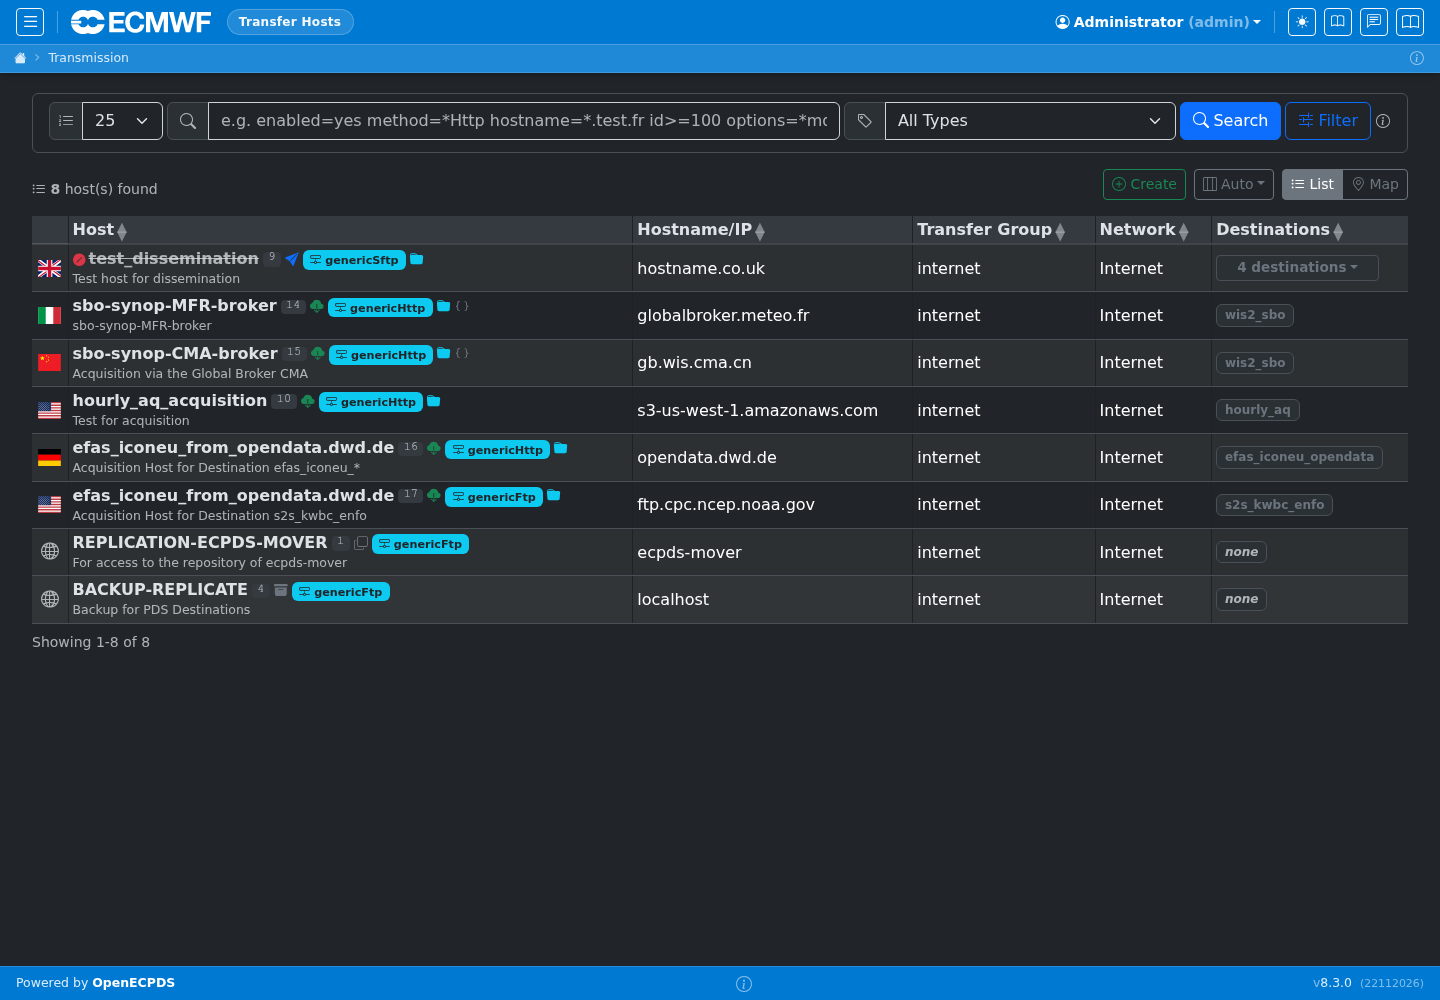 ECMWF Transfer Hosts Administrator (admin)
Transmission
25 e.g. enabled=yes method=*Http hostname=*.test.fr id>=100 options=*mo All Types Search Filter
8 host(s) found Create Auto List Map
Host Hostname/IP Transfer Group Network Destinations
test_dissemination 9 genericSftp hostname.co.uk internet Internet 4 destinations
Test host for dissemination
sbo-synop-MFR-broker 14 genericHttp { } globalbroker.meteo.fr internet Internet wis2_sbo
sbo-synop-MFR-broker
sbo-synop-CMA-broker 15 genericHttp { } gb.wis.cma.cn internet Internet wis2_sbo
Acquisition via the Global Broker CMA
hourly_aq_acquisition 10 genericHttp s3-us-west-1.amazonaws.com internet Internet hourly_aq
Test for acquisition
efas_iconeu_from_opendata.dwd.de 16 genericHttp opendata.dwd.de internet Internet efas_iconeu_opendata
Acquisition Host for Destination efas_iconeu_*
efas_iconeu_from_opendata.dwd.de 17 genericFtp ftp.cpc.ncep.noaa.gov internet Internet s2s_kwbc_enfo
Acquisition Host for Destination s2s_kwbc_enfo
REPLICATION-ECPDS-MOVER 1 genericFtp ecpds-mover internet Internet none
For access to the repository of ecpds-mover
BACKUP-REPLICATE 4 genericFtp localhost internet Internet none
Backup for PDS Destinations
Showing 1-8 of 8
Powered by OpenECPDS v8.3.0 (22112026)